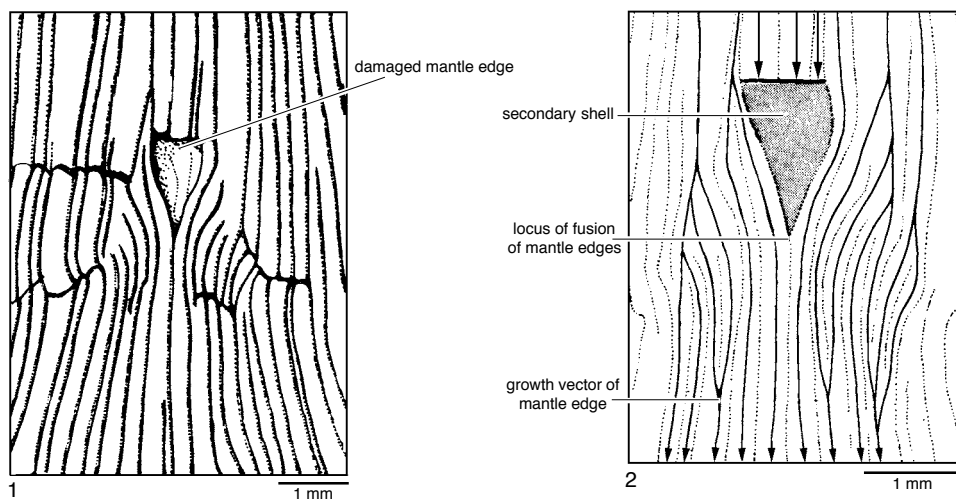 damaged mantle edge
secondary shell
locus of fusion
of mantle edges
growth vector of
mantle edge
1
1 mm
2
1 mm